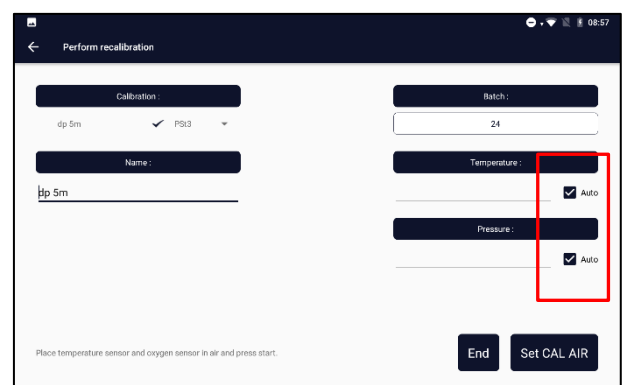 08:57
Perform recalibration
Calibration :
dp 5m PSt3
Name :
dp 5m
Batch :
24
Temperature :
Auto
Pressure :
Auto
Place temperature sensor and oxygen sensor in air and press start.
End
Set CAL AIR